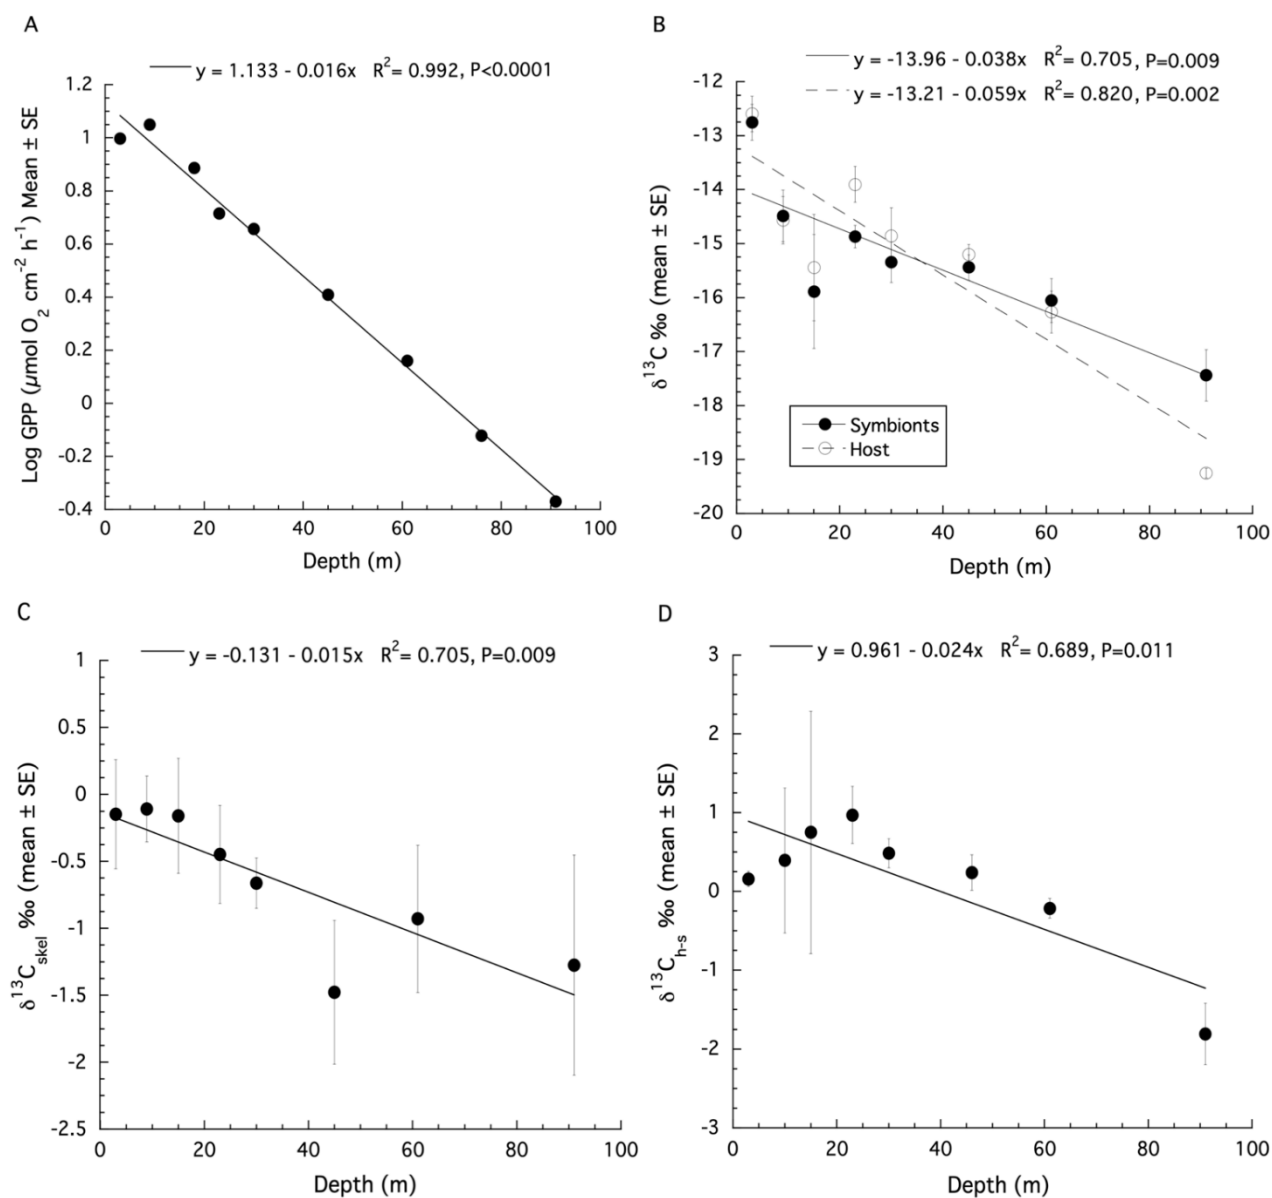 A
y = 1.133 - 0.016x R²= 0.992, P<0.0001
Log GPP (µmol O₂ cm⁻² h⁻¹) Mean ± SE
1.2
1
0.8
0.6
0.4
0.2
0
-0.2
-0.4
0 20 40 60 80 100
Depth (m)
B
y = -13.96 - 0.038x R²= 0.705, P=0.009
y = -13.21 - 0.059x R²= 0.820, P=0.002
δ¹³C ‰ (mean ± SE)
-12
-13
-14
-15
-16
-17
-18
-19
-20
Symbionts
Host
0 20 40 60 80 100
Depth (m)
C
y = -0.131 - 0.015x R²= 0.705, P=0.009
δ¹³C skel ‰ (mean ± SE)
1
0.5
0
-0.5
-1
-1.5
-2
-2.5
0 20 40 60 80 100
Depth (m)
D
y = 0.961 - 0.024x R²= 0.689, P=0.011
δ¹³C h-s ‰ (mean ± SE)
3
2
1
0
-1
-2
-3
0 20 40 60 80 100
Depth (m)